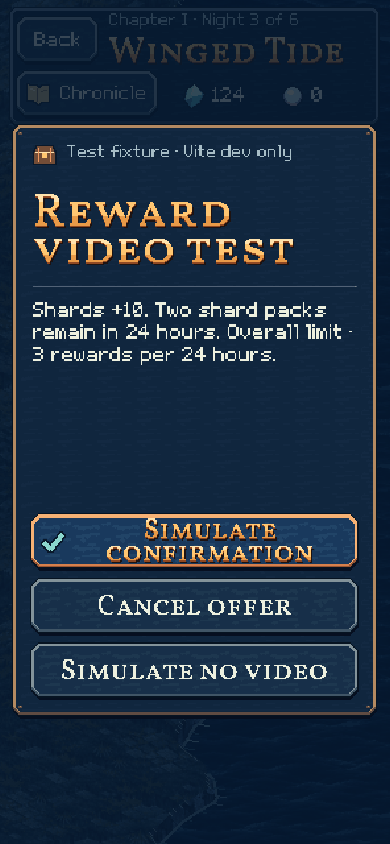 Chapter I · Night 3 of 6
Back
Winged Tide
Chronicle
124
0
Test fixture · Vite dev only
Reward
video test
Shards +10. Two shard packs
remain in 24 hours. Overall limit -
3 rewards per 24 hours.
Simulate
confirmation
Cancel offer
Simulate no video